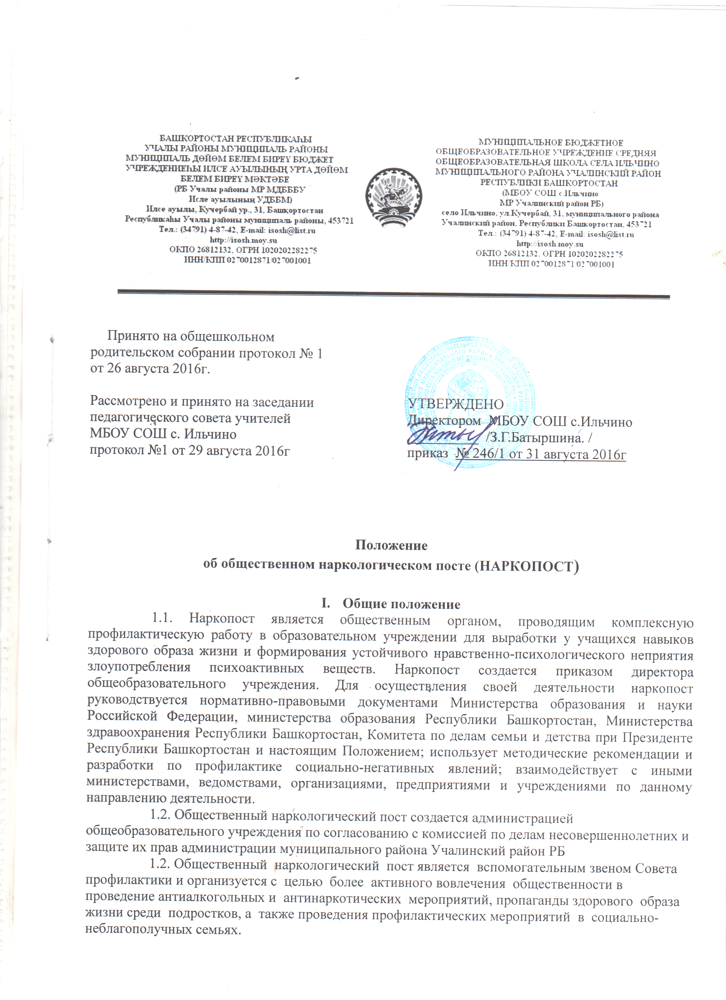 БАШКОРТОСТАН РЕСПУБЛИКАҺЫ
УЧАЛЫ РАЙОНЫ МУНИЦИПАЛЬ РАЙОНЫ
МУНИЦИПАЛЬ ДӨЙӨМ БЕЛЕМ БИРЕҮ БЮДЖЕТ
УЧРЕЖДЕНИЕҺЫ ИЛСЕ АУЫЛЫНЫҢ УРТА ДӨЙӨМ
БЕЛЕМ БИРЕҮ МӘКТӘБЕ
(РБ Учалы районы МР МДБББУ
Исле ауылының УДББМ)
Илсе ауылы, Кучербай ур., 31, Башҡортостан
Республикаһы Учалы районы муниципаль районы, 453721
Тел.: (34791) 4-87-42, E-mail: isosh@list.ru
http://isosh.moy.su
ОКПО 26812132, ОГРН 1020202282275
ИНН/КПП 0270012871/027001001
МУНИЦИПАЛЬНОЕ БЮДЖЕТНОЕ
ОБЩЕОБРАЗОВАТЕЛЬНОЕ УЧРЕЖДЕНИЕ СРЕДНЯЯ
ОБЩЕОБРАЗОВАТЕЛЬНАЯ ШКОЛА СЕЛА ИЛЬЧИНО
МУНИЦИПАЛЬНОГО РАЙОНА УЧАЛИНСКИЙ РАЙОН
РЕСПУБЛИКИ БАШКОРТОСТАН
(МБОУ СОШ с.Ильчино
МР Учалинский район РБ)
село Ильчино, ул.Кучербай, 31, муниципального района
Учалинский район, Республики Башкортостан, 453721
Тел.: (34791) 4-87-42, E-mail: isosh@list.ru
http://isosh.moy.su
ОКПО 26812132, ОГРН 1020202282275
ИНН/КПП 0270012871/027001001
Принято на общешкольном
родительском собрании протокол № 1
от 26 августа 2016г.
Рассмотрено и принято на заседании
педагогического совета учителей
МБОУ СОШ с. Ильчино
протокол №1 от 29 августа 2016г
УТВЕРЖДЕНО
Директором МБОУ СОШ с.Ильчино
/З.Г.Батыршина. /
приказ № 246/1 от 31 августа 2016г
Положение
об общественном наркологическом посте (НАРКОПОСТ)
I. Общие положение
1.1. Наркопост является общественным органом, проводящим комплексную
профилактическую работу в образовательном учреждении для выработки у учащихся навыков
здорового образа жизни и формирования устойчивого нравственно-психологического неприятия
злоупотребления психоактивных веществ. Наркопост создается приказом директора
общеобразовательного учреждения. Для осуществления своей деятельности наркопост
руководствуется нормативно-правовыми документами Министерства образования и науки
Российской Федерации, министерства образования Республики Башкортостан, Министерства
здравоохранения Республики Башкортостан, Комитета по делам семьи и детства при Президенте
Республики Башкортостан и настоящим Положением; использует методические рекомендации и
разработки по профилактике социально-негативных явлений; взаимодействует с иными
министерствами, ведомствами, организациями, предприятиями и учреждениями по данному
направлению деятельности.
1.2. Общественный наркологический пост создается администрацией
общеобразовательного учреждения по согласованию с комиссией по делам несовершеннолетних и
защите их прав администрации муниципального района Учалинский район РБ
1.2. Общественный наркологический пост является вспомогательным звеном Совета
профилактики и организуется с целью более активного вовлечения общественности в
проведение антиалкогольных и антинаркотических мероприятий, пропаганды здорового образа
жизни среди подростков, а также проведения профилактических мероприятий в социально-
неблагополучных семьях.